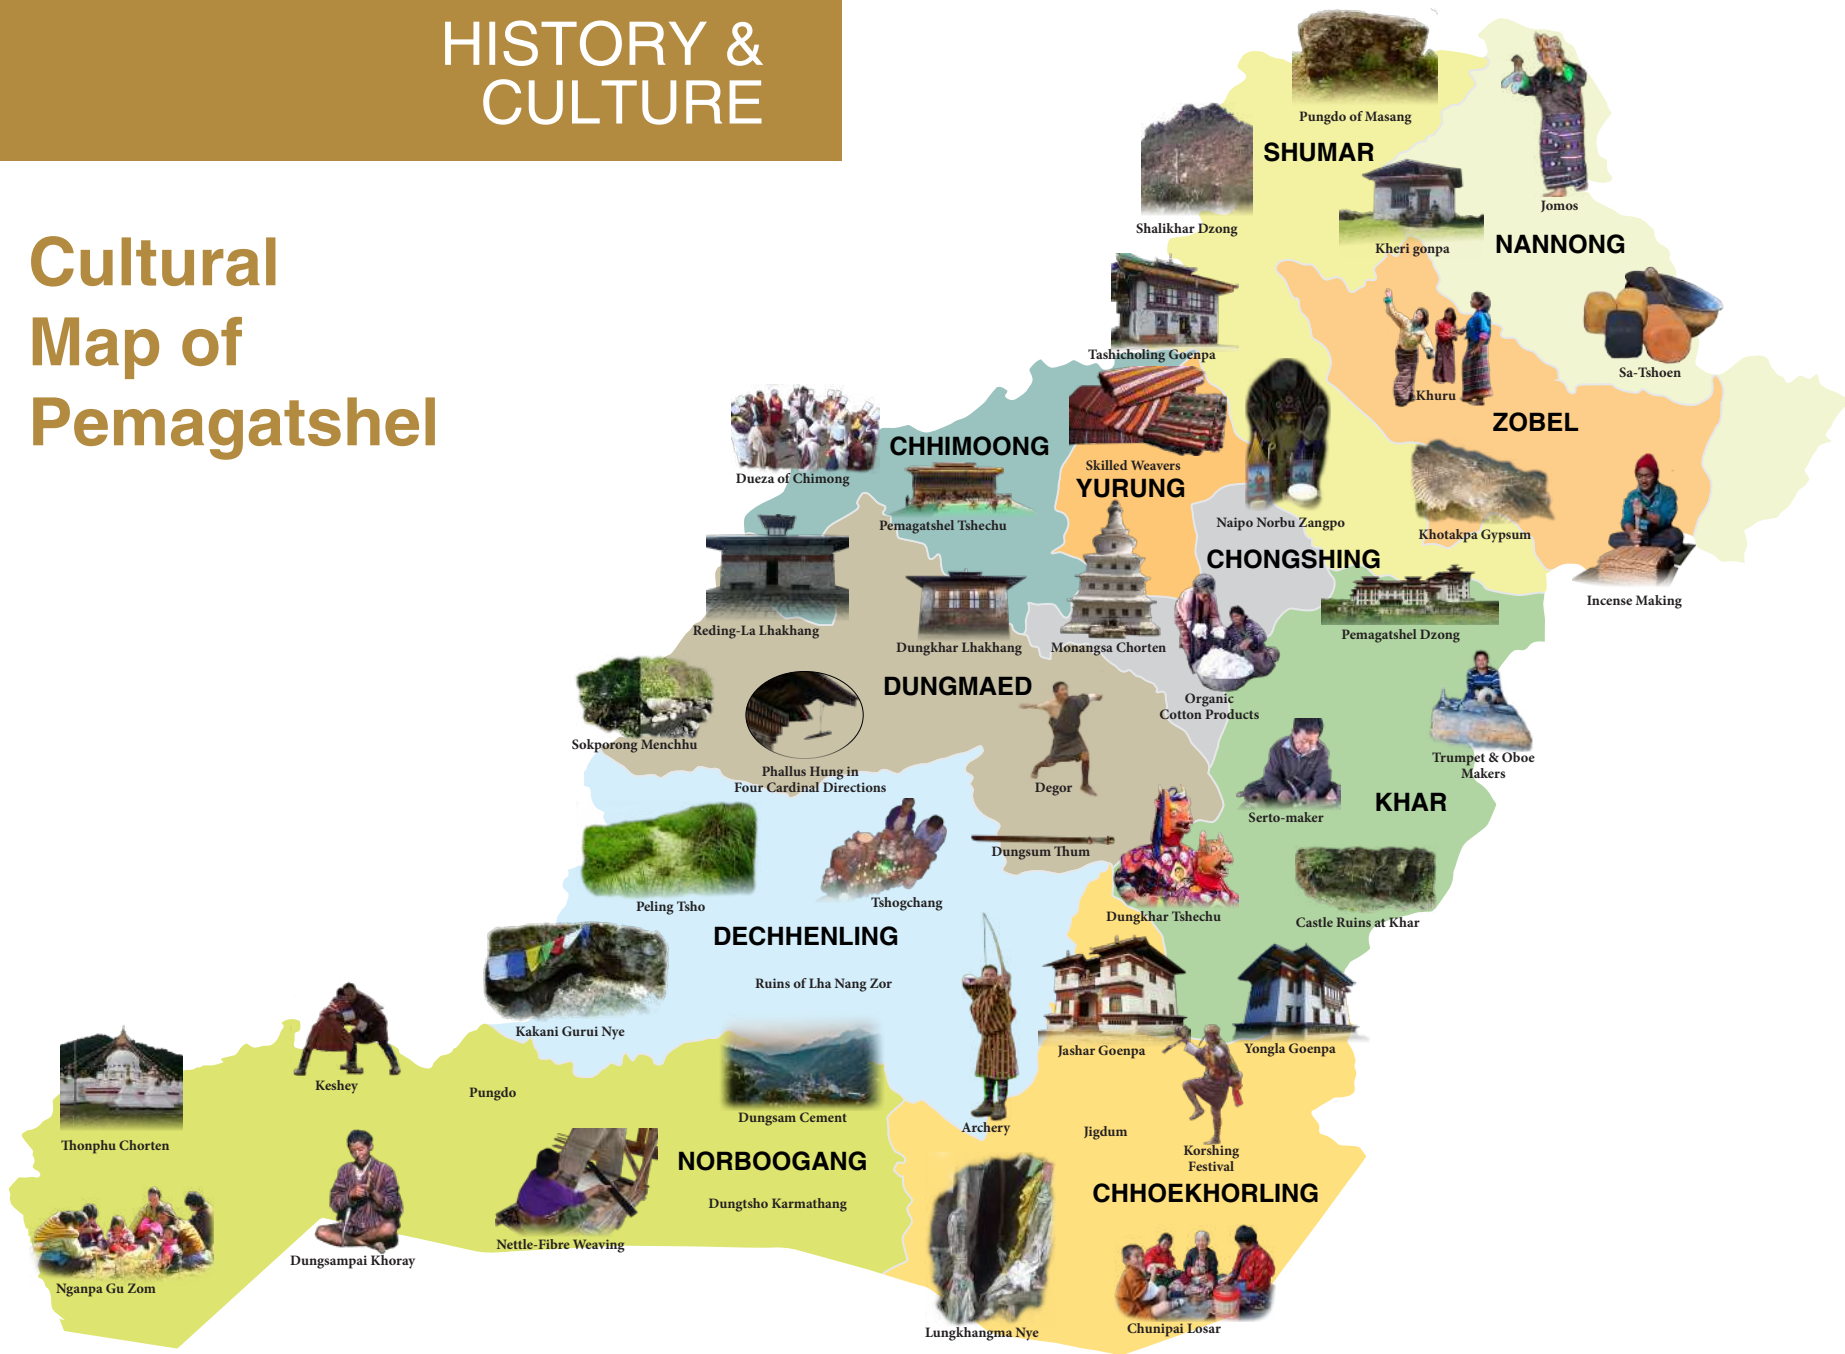 HISTORY &
CULTURE
Cultural
Map of
Pemagatshel
Pungdo of Masang
SHUMAR
Shalikhar Dzong
Kheri gonpa
Jomos
NANNONG
Tashicholing Goenpa
Sa-Tshoen
Khuru
ZOBEL
CHHIMOONG
Dueza of Chimong
Skilled Weavers
YURUNG
Pemagatshel Tshechu
Naipo Norbu Zangpo
Khotakpa Gypsum
CHONGSHING
Incense Making
Reding-La Lhakhang
Dungkhar Lhakhang
Monangsa Chorten
Pemagatshel Dzong
DUNGMAED
Organic
Cotton Products
Sokporong Menchhu
Phallus Hung in
Four Cardinal Directions
Degor
Trumpet & Oboe
Makers
Serto-maker
KHAR
Dungsum Thum
Peling Tsho
Tshogchang
Dungkhar Tshechu
Castle Ruins at Khar
DECHHENLING
Ruins of Lha Nang Zor
Kakani Gurui Nye
Jashar Goenpa
Yongla Goenpa
Keshey
Pungdo
Dungsam Cement
Archery
Jigdum
Thonphu Chorten
Korshing
Festival
NORBOOGANG
CHHOEKHORLING
Dungtsho Karmathang
Nettle-Fibre Weaving
Dungsampai Khoray
Nganpa Gu Zom
Lungkhangma Nye
Chunipai Losar